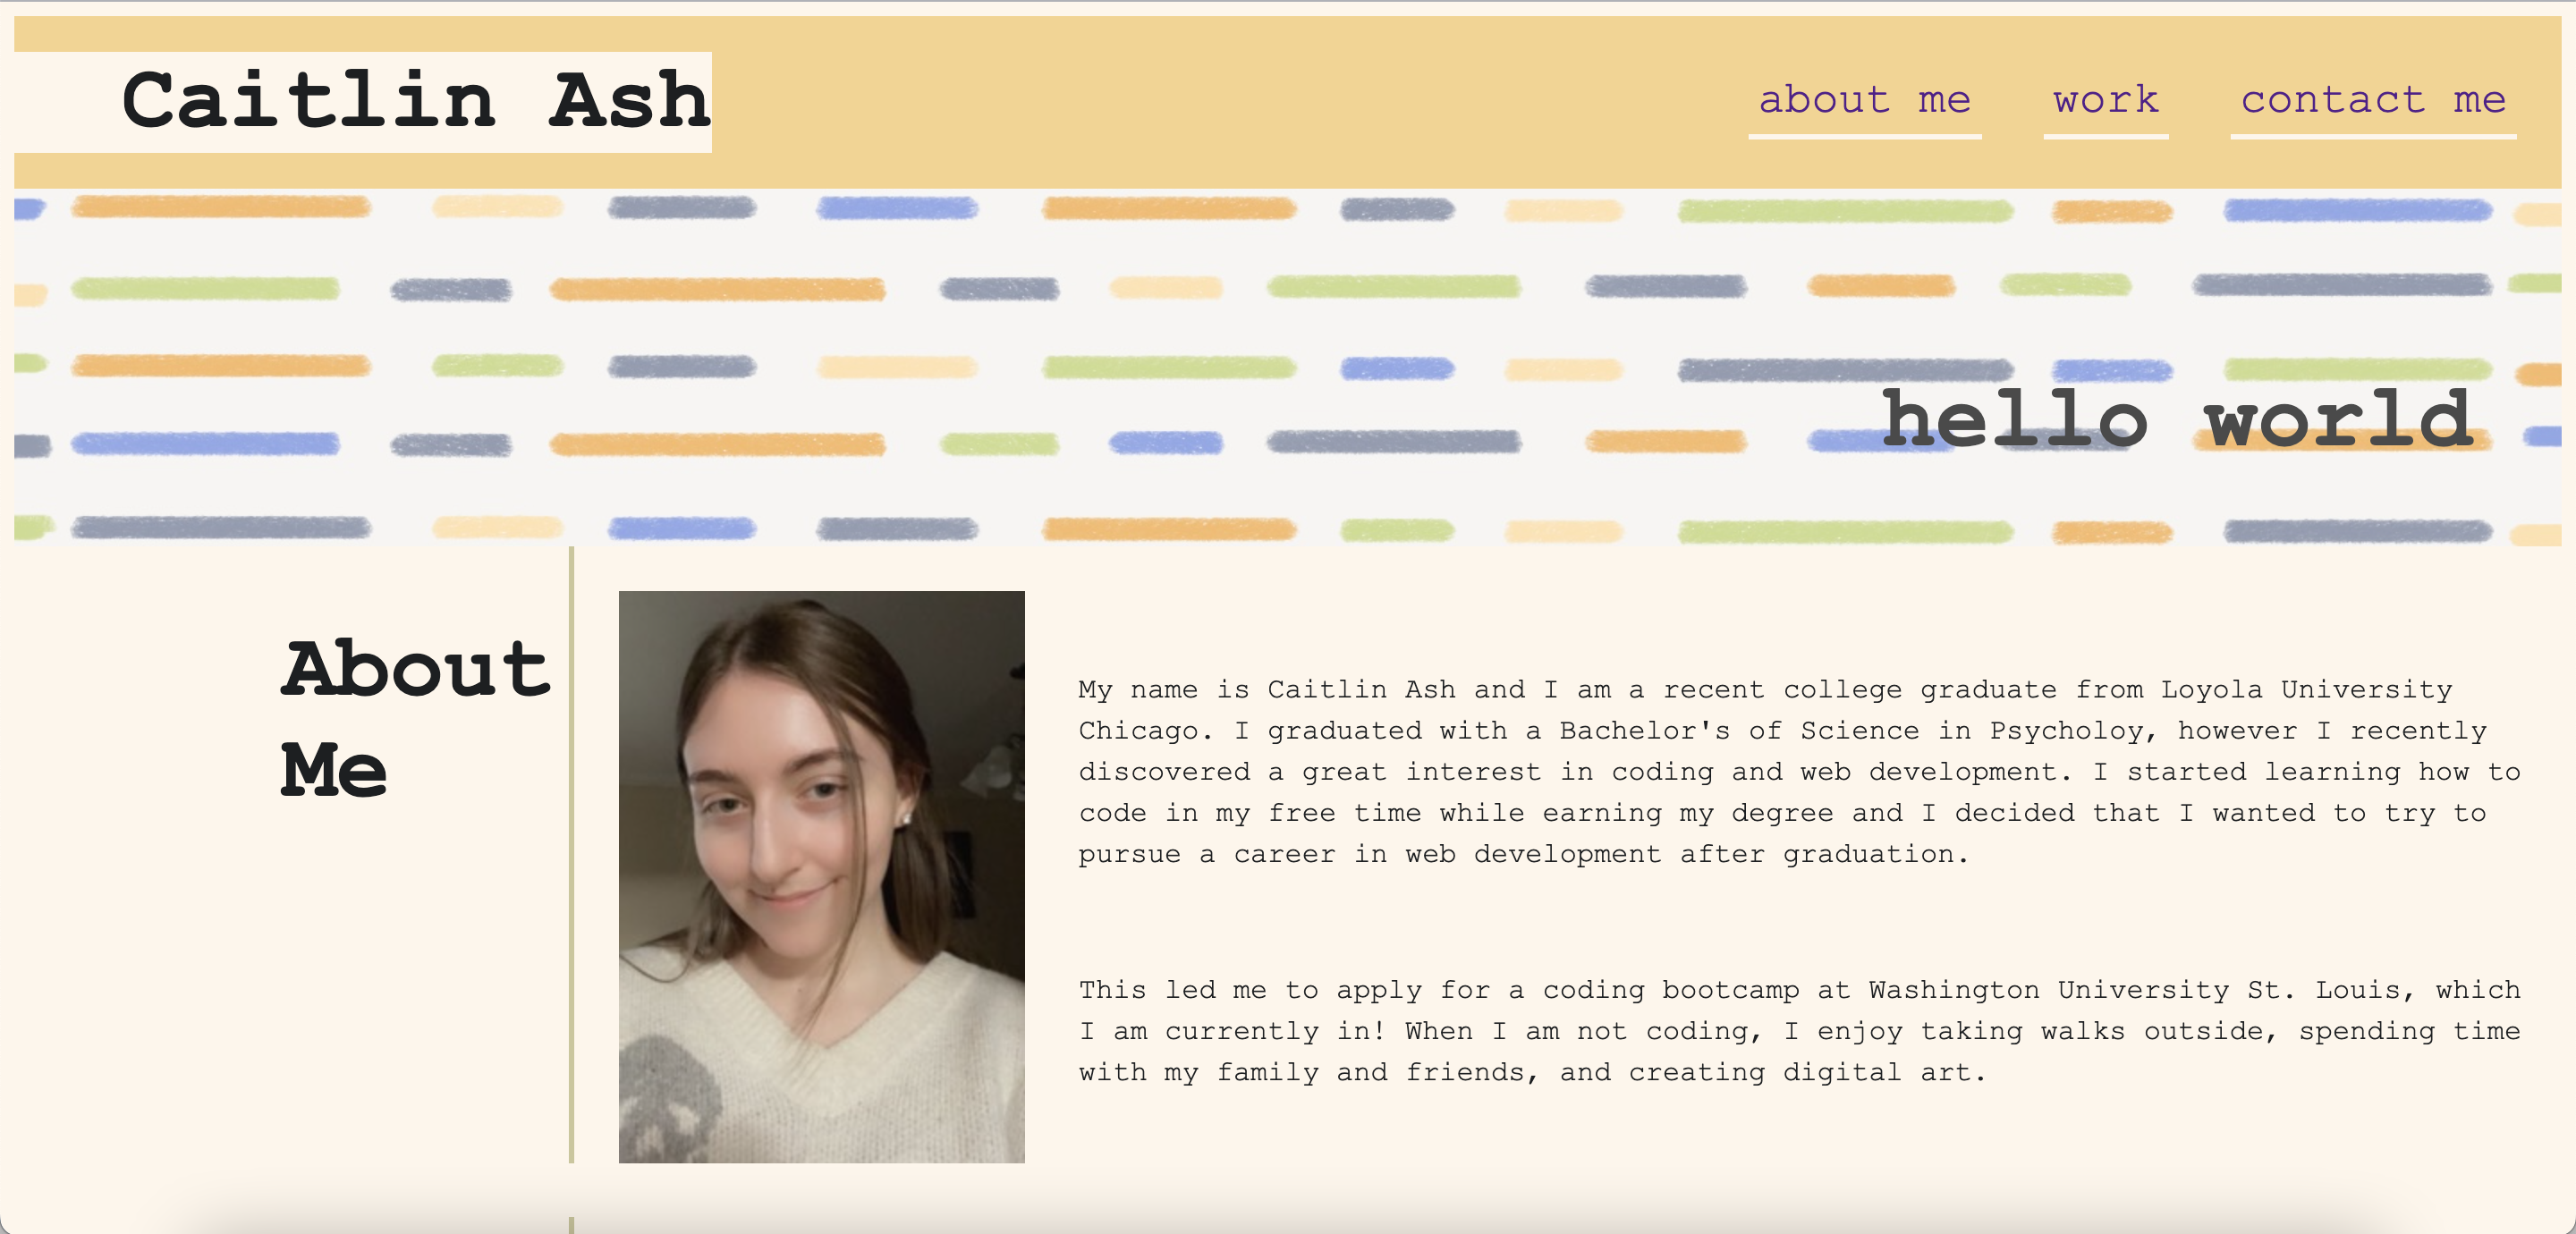 Caitlin Ash
about me work contact me
hello world
About
Me
My name is Caitlin Ash and I am a recent college graduate from Loyola University
Chicago. I graduated with a Bachelor's of Science in Psycholoy, however I recently
discovered a great interest in coding and web development. I started learning how to
code in my free time while earning my degree and I decided that I wanted to try to
pursue a career in web development after graduation.
This led me to apply for a coding bootcamp at Washington University St. Louis, which
I am currently in! When I am not coding, I enjoy taking walks outside, spending time
with my family and friends, and creating digital art.